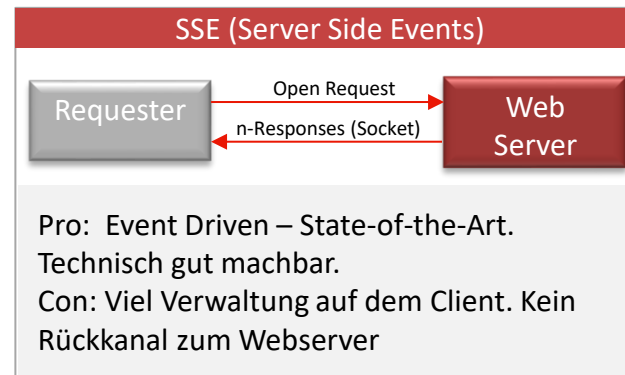 SSE (Server Side Events)
Open Request
Requester
Web
Server
n-Responses (Socket)
Pro: Event Driven – State-of-the-Art.
Technisch gut machbar.
Con: Viel Verwaltung auf dem Client. Kein
Rückkanal zum Webserver